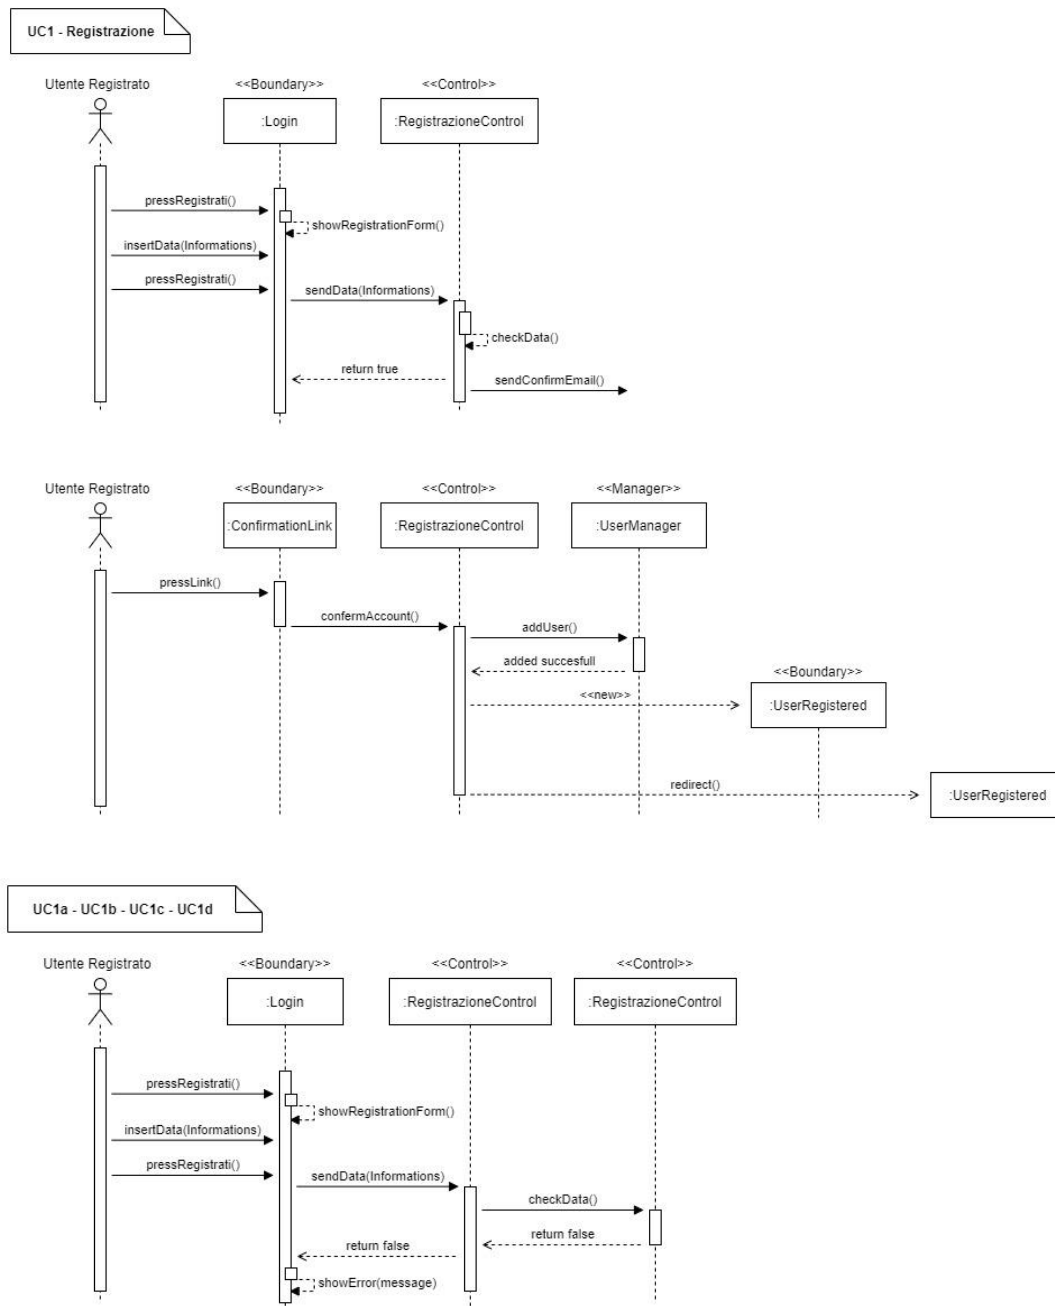 UC1 - Registrazione
Utente Registrato
<<Boundary>>
<<Control>>
:Login
:RegistrazioneControl
pressRegistrati()
showRegistrationForm()
insertData(Informations)
pressRegistrati()
sendData(Informations)
checkData()
return true
sendConfirmEmail()
Utente Registrato
<<Boundary>>
<<Control>>
<<Manager>>
:ConfirmationLink
:RegistrazioneControl
:UserManager
pressLink()
confermAccount()
addUser()
added succesfull
<<Boundary>>
<<new>>
:UserRegistered
redirect()
:UserRegistered
UC1a - UC1b - UC1c - UC1d
Utente Registrato
<<Boundary>>
<<Control>>
<<Control>>
:Login
:RegistrazioneControl
:RegistrazioneControl
pressRegistrati()
showRegistrationForm()
insertData(Informations)
pressRegistrati()
sendData(Informations)
checkData()
return false
return false
showError(message)